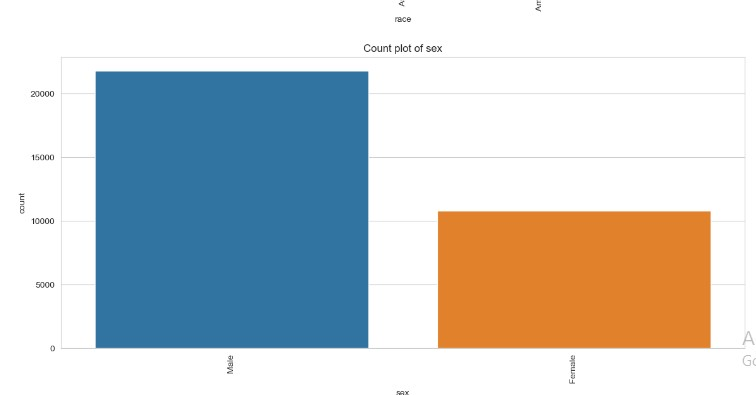 race
Count plot of sex
20000
15000
10000
5000
0
count
Male
Female
sex